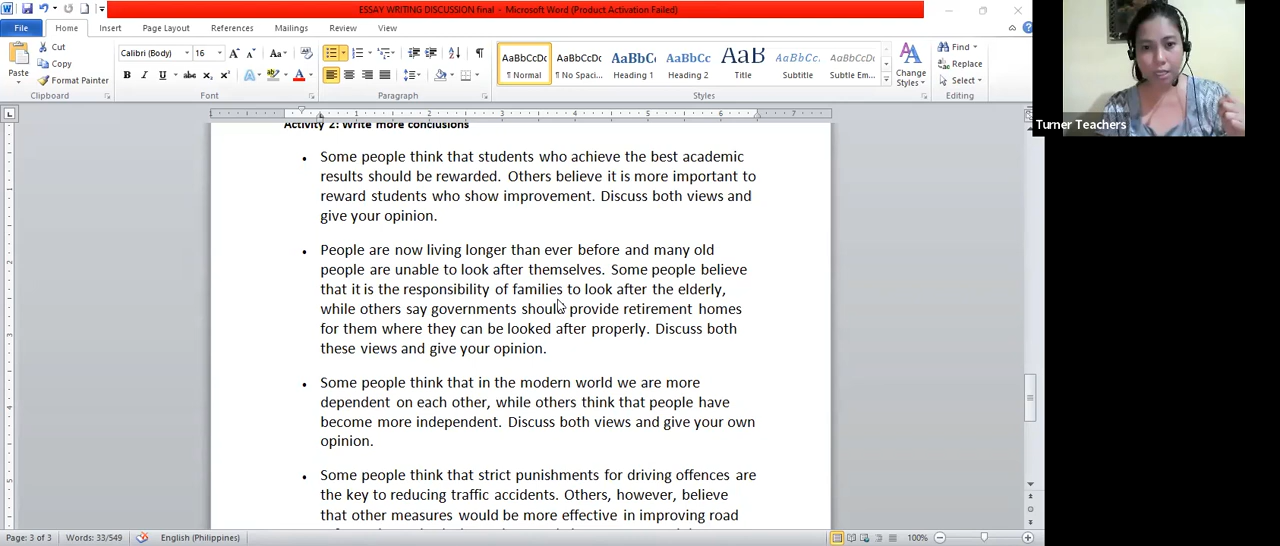 ESSAY WRITING DISCUSSION final - Microsoft Word (Product Activation Failed)
File Home Insert Page Layout References Mailings Review View
Cut
Copy
Format Painter
Paste
Clipboard
Calibri (Body) 16
Font
Paragraph
AaBbCcDc AaBbCcDc AaBbCc AaBbCc AaB AaBbCc. AaBbCcDc
¶ Normal ¶ No Spaci... Heading 1 Heading 2 Title Subtitle Subtle Em...
Change
Styles
Styles
Find
Replace
Select
Editing
Turner Teachers
Activity 2: Write more conclusions
• Some people think that students who achieve the best academic
results should be rewarded. Others believe it is more important to
reward students who show improvement. Discuss both views and
give your opinion.
• People are now living longer than ever before and many old
people are unable to look after themselves. Some people believe
that it is the responsibility of families to look after the elderly,
while others say governments should provide retirement homes
for them where they can be looked after properly. Discuss both
these views and give your opinion.
• Some people think that in the modern world we are more
dependent on each other, while others think that people have
become more independent. Discuss both views and give your own
opinion.
• Some people think that strict punishments for driving offences are
the key to reducing traffic accidents. Others, however, believe
that other measures would be more effective in improving road
Page: 3 of 3 Words: 33/549 English (Philippines) 100%